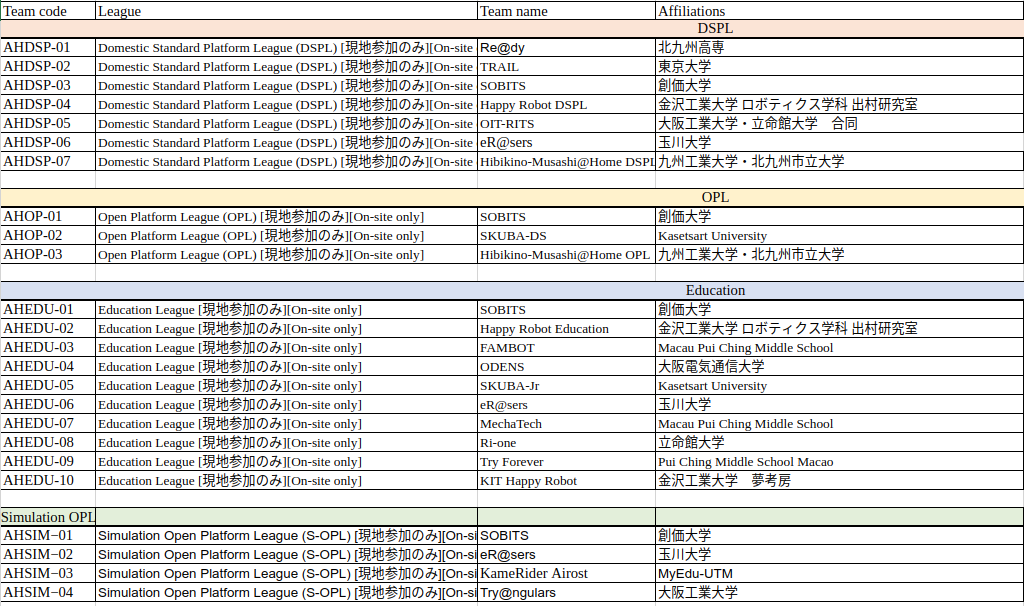 Team code League Team name Affiliations
DSPL
AHDSP-01 Domestic Standard Platform League (DSPL) [現地参加のみ][On-site Re@dy 北九州高専
AHDSP-02 Domestic Standard Platform League (DSPL) [現地参加のみ][On-site TRAIL 東京大学
AHDSP-03 Domestic Standard Platform League (DSPL) [現地参加のみ][On-site SOBITS 創価大学
AHDSP-04 Domestic Standard Platform League (DSPL) [現地参加のみ][On-site Happy Robot DSPL 金沢工業大学 ロボティクス学科 出村研究室
AHDSP-05 Domestic Standard Platform League (DSPL) [現地参加のみ][On-site OIT-RITS 大阪工業大学・立命館大学　合同
AHDSP-06 Domestic Standard Platform League (DSPL) [現地参加のみ][On-site eR@sers 玉川大学
AHDSP-07 Domestic Standard Platform League (DSPL) [現地参加のみ][On-site Hibikino-Musashi@Home DSPL 九州工業大学・北九州市立大学
OPL
AHOP-01 Open Platform League (OPL) [現地参加のみ][On-site only] SOBITS 創価大学
AHOP-02 Open Platform League (OPL) [現地参加のみ][On-site only] SKUBA-DS Kasetsart University
AHOP-03 Open Platform League (OPL) [現地参加のみ][On-site only] Hibikino-Musashi@Home OPL 九州工業大学・北九州市立大学
Education
AHEDU-01 Education League [現地参加のみ][On-site only] SOBITS 創価大学
AHEDU-02 Education League [現地参加のみ][On-site only] Happy Robot Education 金沢工業大学 ロボティクス学科 出村研究室
AHEDU-03 Education League [現地参加のみ][On-site only] FAMBOT Macau Pui Ching Middle School
AHEDU-04 Education League [現地参加のみ][On-site only] ODENS 大阪電気通信大学
AHEDU-05 Education League [現地参加のみ][On-site only] SKUBA-Jr Kasetsart University
AHEDU-06 Education League [現地参加のみ][On-site only] eR@sers 玉川大学
AHEDU-07 Education League [現地参加のみ][On-site only] MechaTech Macau Pui Ching Middle School
AHEDU-08 Education League [現地参加のみ][On-site only] Ri-one 立命館大学
AHEDU-09 Education League [現地参加のみ][On-site only] Try Forever Pui Ching Middle School Macao
AHEDU-10 Education League [現地参加のみ][On-site only] KIT Happy Robot 金沢工業大学　夢考房
Simulation OPL
AHSIM−01 Simulation Open Platform League (S-OPL) [現地参加のみ][On-si SOBITS 創価大学
AHSIM−02 Simulation Open Platform League (S-OPL) [現地参加のみ][On-si eR@sers 玉川大学
AHSIM−03 Simulation Open Platform League (S-OPL) [現地参加のみ][On-si KameRider Airost MyEdu-UTM
AHSIM−04 Simulation Open Platform League (S-OPL) [現地参加のみ][On-si Try@ngulars 大阪工業大学